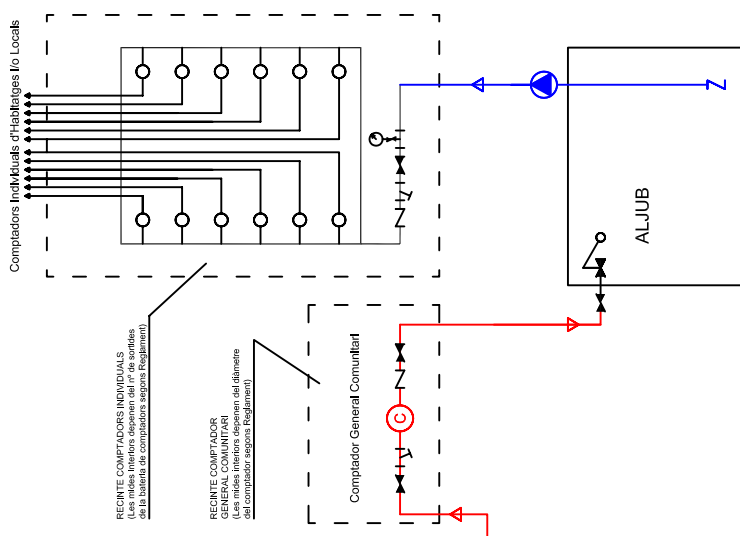 Comptadors Individuals d'Habitatges i/o Locals
RECINTE COMPTADORS INDIVIDUALS
(Les mides interiors depenen del nº de sortides
de la bateria de comptadors segons Reglament)
RECINTE COMPTADOR
GENERAL COMUNITARI
(Les mides interiors depenen del diàmetre
del comptador segons Reglament)
Comptador General Comunitari
C
ALJUB